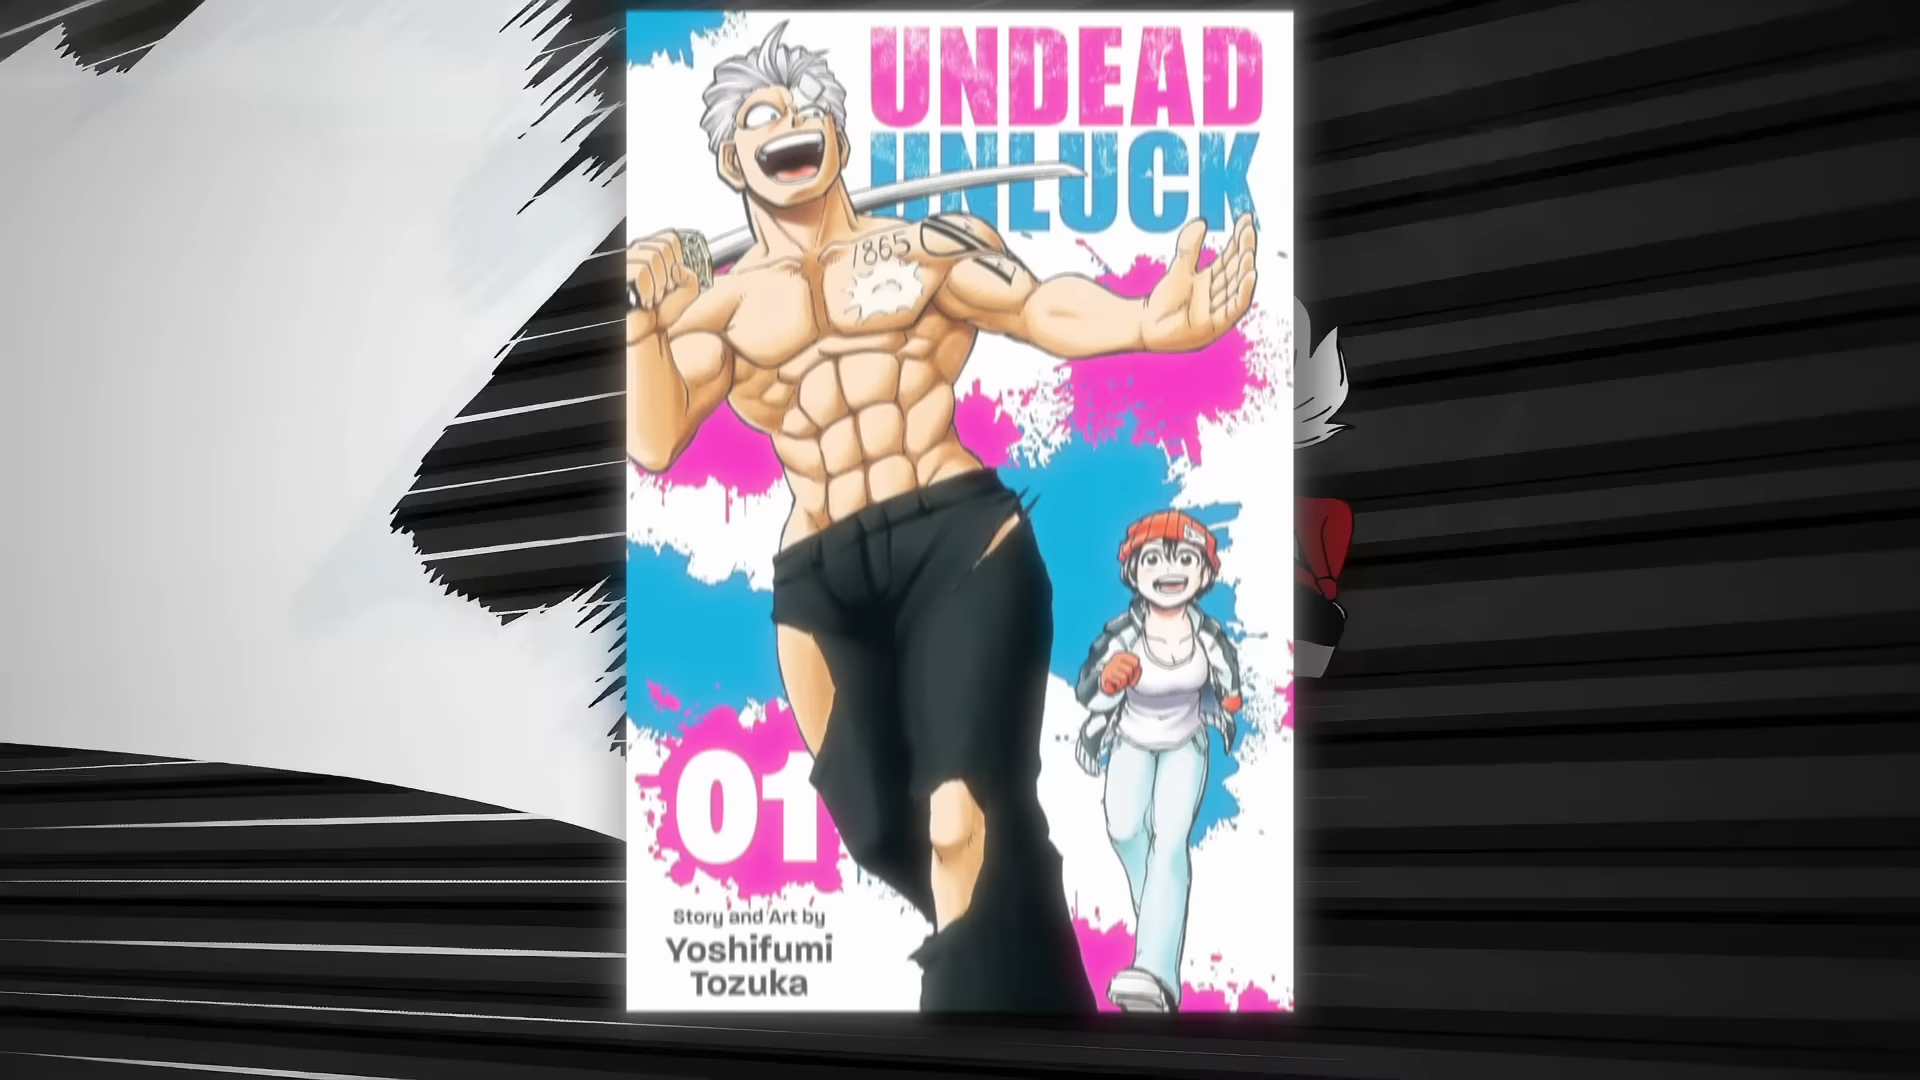 UNDEAD
UNLUCK
1865
01
Story and Art by
Yoshifumi
Tozuka